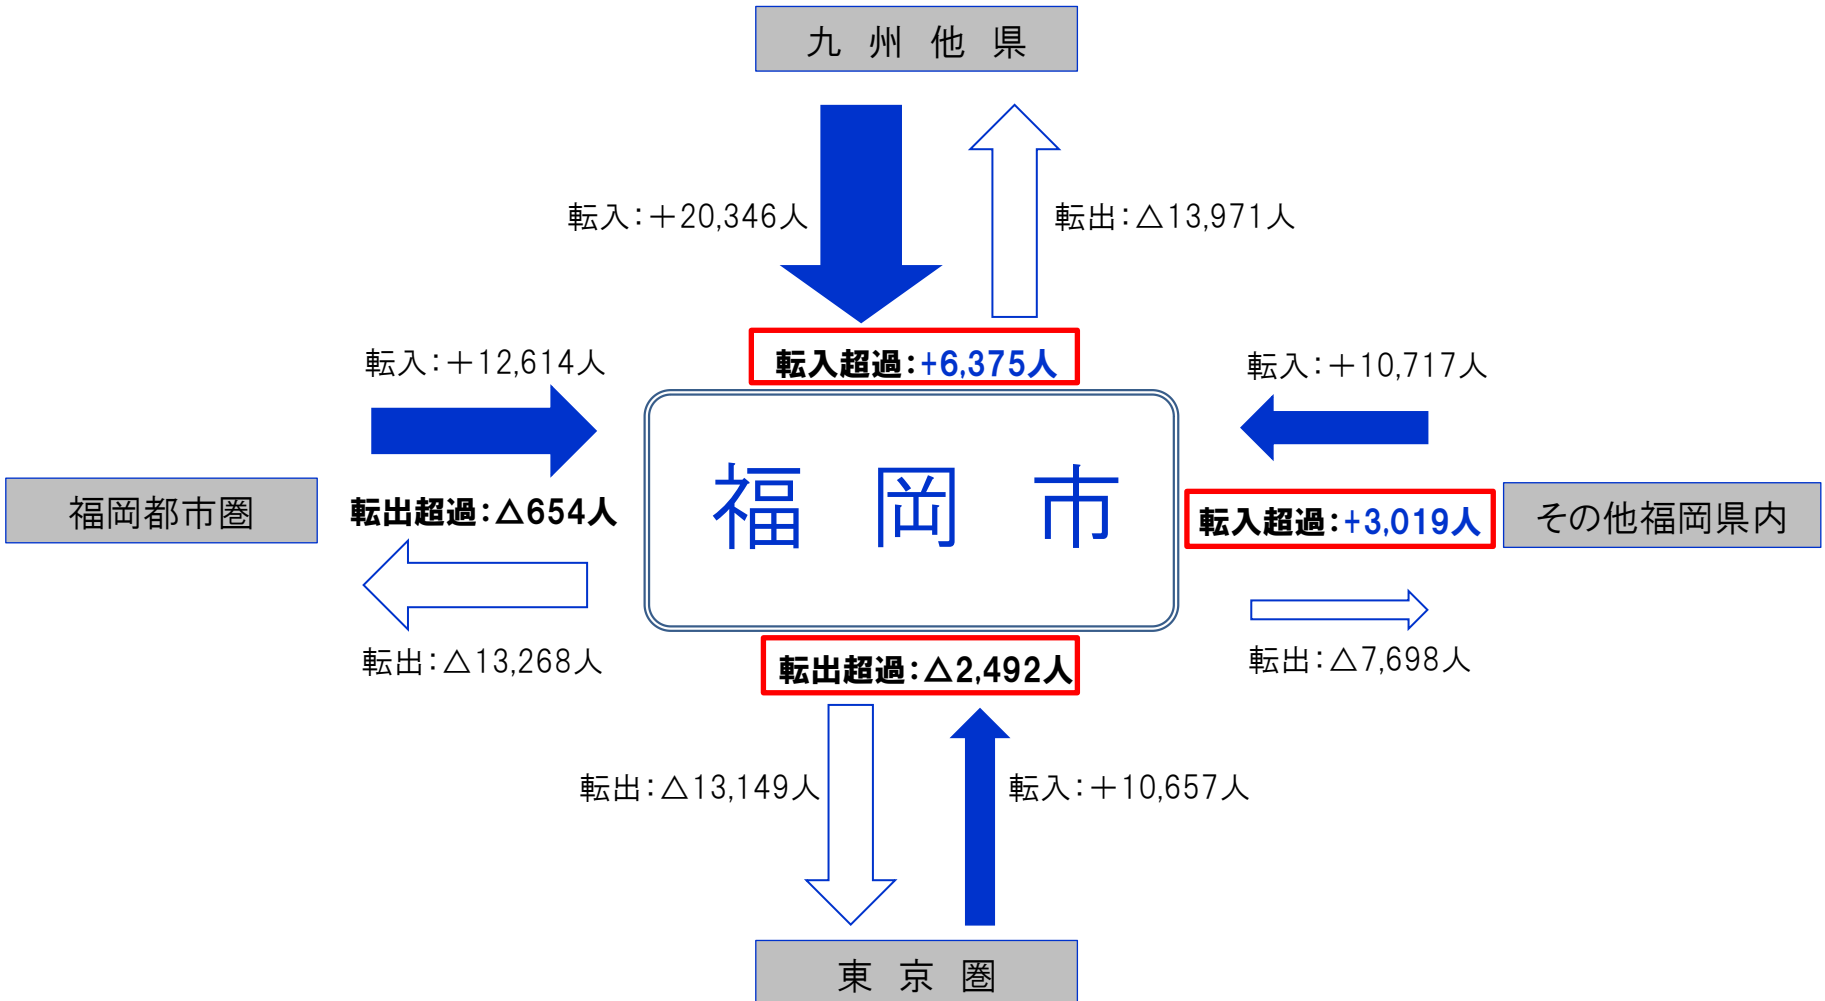 九 州 他 県
転入：＋20,346人
転出：△13,971人
転入超過：+6,375人
転入：＋12,614人
転入：＋10,717人
福岡都市圏
転出超過：△654人
福 岡 市
転入超過：+3,019人
その他福岡県内
転出：△13,268人
転出：△7,698人
転出超過：△2,492人
転出：△13,149人
転入：＋10,657人
東 京 圏